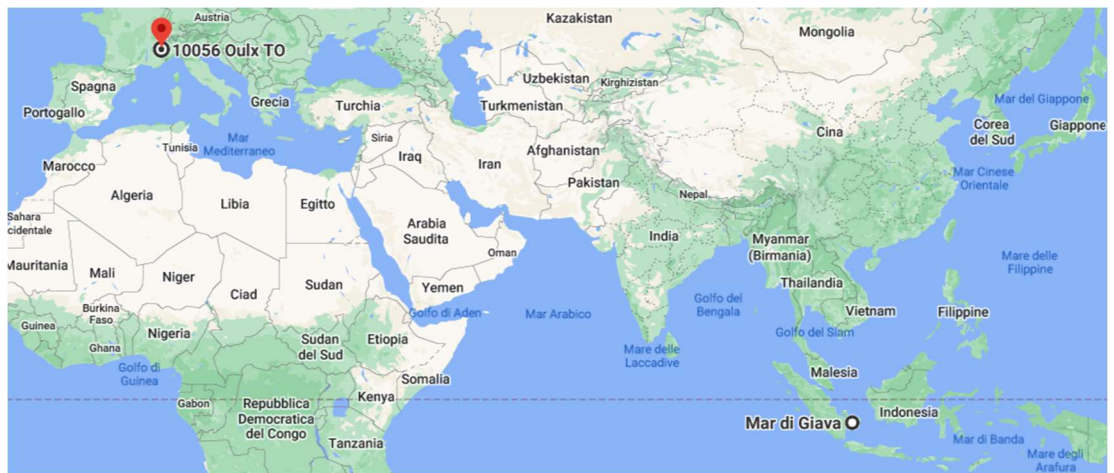 Austria
Kazakistan
Mongolia
10056 Oulx TO
Spagna
Uzbekistan
Kirghizistan
Portogallo
Grecia
Turchia
Turkmenistan
Mar del Giappone
Corea
del Sud
Giappone
Cina
Tunisia
Mar
Mediterraneo
Siria
Iraq
Iran
Afghanistan
Marocco
Pakistan
Mar Cinese
Orientale
Algeria
Libia
Egitto
Nepal
Sahara
cidentale
Arabia
Saudita
India
Myanmar
(Birmania)
Oman
Mare delle
Filippine
Mauritania
Mali
Niger
Ciad
Sudan
Yemen
Thailandia
Golfo del
Bengala
Burkina
Faso
Golfo di Aden
Mar Arabico
Vietnam
Filippine
Guinea
Nigeria
Ghana
Sudan
del Sud
Etiopia
Golfo del Siam
Mare delle
Laccadive
Golfo di
Guinea
Malesia
Somalia
Gabon
Repubblica
Democratica
del Congo
Kenya
Indonesia
Mar di Giava
Tanzania
Mar di Banda
Mare degli
Arafura